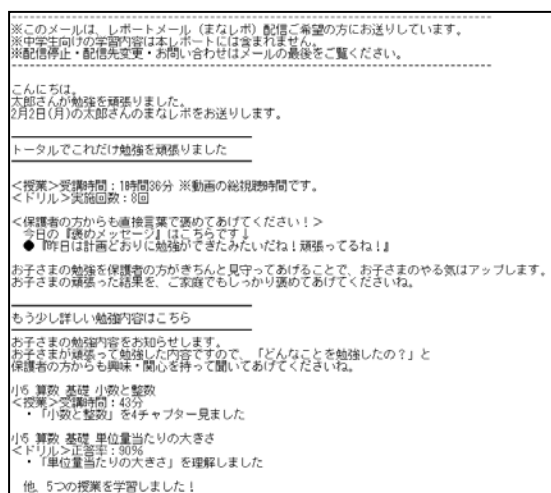 ※このメールは、レポートメール（まなレポ）配信ご希望の方にお送りしています。
※中学生向けの学習内容は本レポートには含まれません。
※配信停止・配信先変更・お問い合わせはメールの最後をご覧ください。
こんにちは。
太郎さんが勉強を頑張りました。
2月2日(月)の太郎さんのまなレポをお送りします。
トータルでこれだけ勉強を頑張りました
＜授業＞受講時間：1時間36分 ※動画の総視聴時間です。
＜ドリル＞実施回数：8回
＜保護者の方からも直接言葉で褒めてあげてください！＞
今日の『褒めメッセージ』はこちらです↓
●『昨日は計画どおりに勉強ができたみたいだね！頑張ってるね！』
お子さまの勉強を保護者の方がきちんと見守ってあげることで、お子さまのやる気はアップします。
お子さまの頑張った結果を、ご家庭でもしっかり褒めてあげてくださいね。
もう少し詳しい勉強内容はこちら
お子さまの勉強内容をお知らせします。
お子さまが頑張って勉強した内容ですので、「どんなことを勉強したの？」と
保護者の方からも興味・関心を持って聞いてあげてくださいね。
小5 算数 基礎 小数と整数
＜授業＞受講時間：43分
・「小数と整数」を4チャプター見ました
小5 算数 基礎 単位量当たりの大きさ
＜ドリル＞正答率：90%
・「単位量当たりの大きさ」を理解しました
他、5つの授業を学習しました！